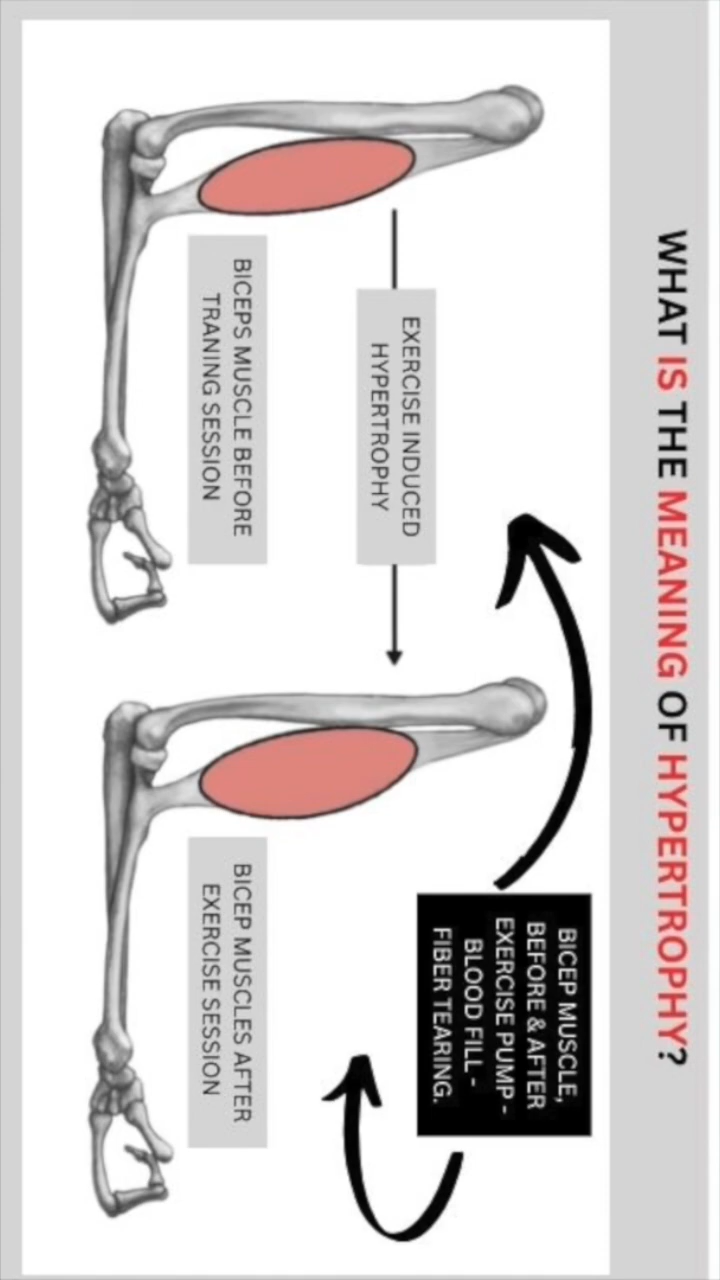 WHAT IS THE MEANING OF HYPERTROPHY?
BICEP MUSCLE,
BEFORE & AFTER
EXERCISE PUMP -
BLOOD FILL -
FIBER TEARING.
EXERCISE INDUCED
HYPERTROPHY
BICEPS MUSCLE BEFORE
TRANING SESSION
BICEP MUSCLES AFTER
EXERCISE SESSION